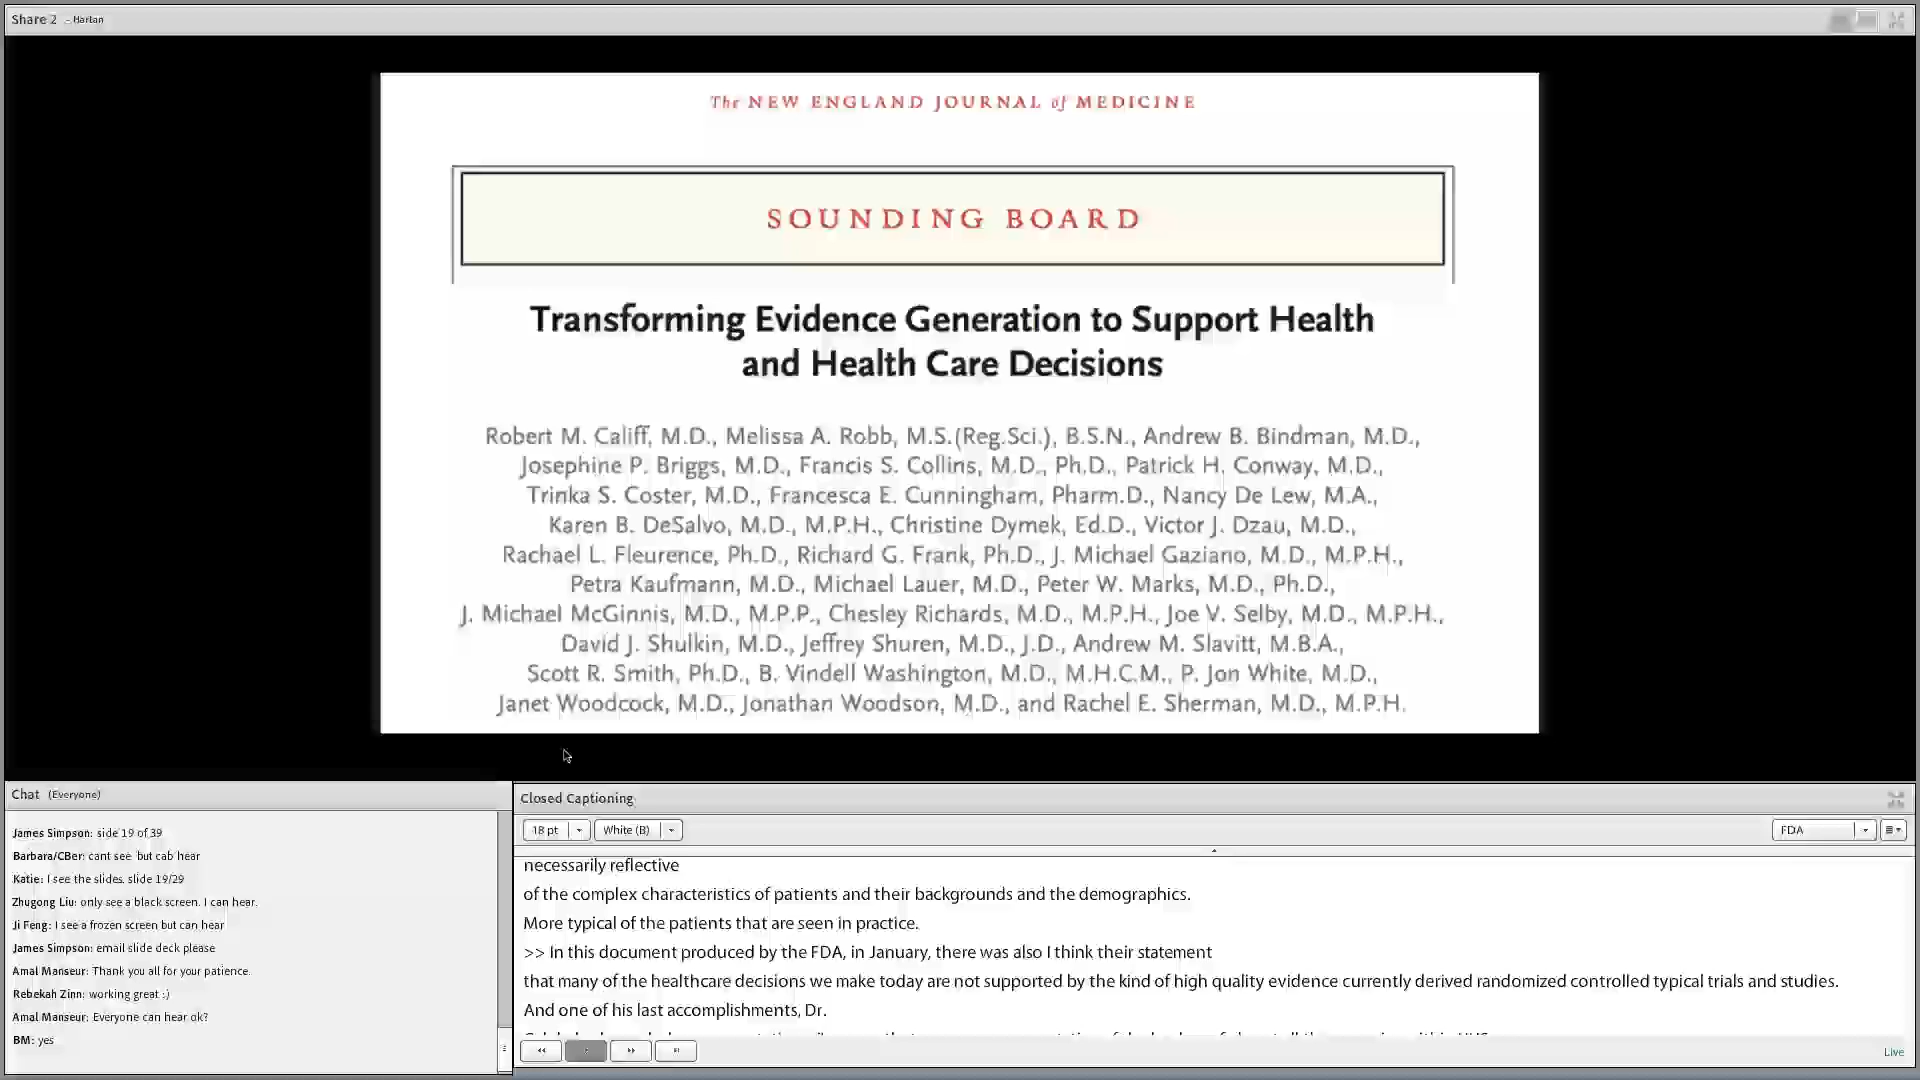 Share 2 - Harlan
The NEW ENGLAND JOURNAL of MEDICINE
SOUNDING BOARD
Transforming Evidence Generation to Support Health
and Health Care Decisions
Robert M. Califf, M.D., Melissa A. Robb, M.S.(Reg.Sci.), B.S.N., Andrew B. Bindman, M.D.,
Josephine P. Briggs, M.D., Francis S. Collins, M.D., Ph.D., Patrick H. Conway, M.D.,
Trinka S. Coster, M.D., Francesca E. Cunningham, Pharm.D., Nancy De Lew, M.A.,
Karen B. DeSalvo, M.D., M.P.H., Christine Dymek, Ed.D., Victor J. Dzau, M.D.,
Rachael L. Fleurence, Ph.D., Richard G. Frank, Ph.D., J. Michael Gaziano, M.D., M.P.H.,
Petra Kaufmann, M.D., Michael Lauer, M.D., Peter W. Marks, M.D., Ph.D.,
J. Michael McGinnis, M.D., M.P.P., Chesley Richards, M.D., M.P.H., Joe V. Selby, M.D., M.P.H.,
David J. Shulkin, M.D., Jeffrey Shuren, M.D., J.D., Andrew M. Slavitt, M.B.A.,
Scott R. Smith, Ph.D., B. Vindell Washington, M.D., M.H.C.M., P. Jon White, M.D.,
Janet Woodcock, M.D., Jonathan Woodson, M.D., and Rachel E. Sherman, M.D., M.P.H.
Chat (Everyone)
James Simpson: side 19 of 39
Barbara/CBer: cant see but cab hear
Katie: I see the slides. slide 19/29
Zhugong Liu: only see a black screen. I can hear.
Ji Feng: I see a frozen screen but can hear
James Simpson: email slide deck please
Amal Manseur: Thank you all for your patience.
Rebekah Zinn: working great :)
Amal Manseur: Everyone can hear ok?
BM: yes
Closed Captioning
18 pt White (B) FDA
necessarily reflective
of the complex characteristics of patients and their backgrounds and the demographics.
More typical of the patients that are seen in practice.
>> In this document produced by the FDA, in January, there was also I think their statement
that many of the healthcare decisions we make today are not supported by the kind of high quality evidence currently derived randomized controlled typical trials and studies.
And one of his last accomplishments, Dr.
Live